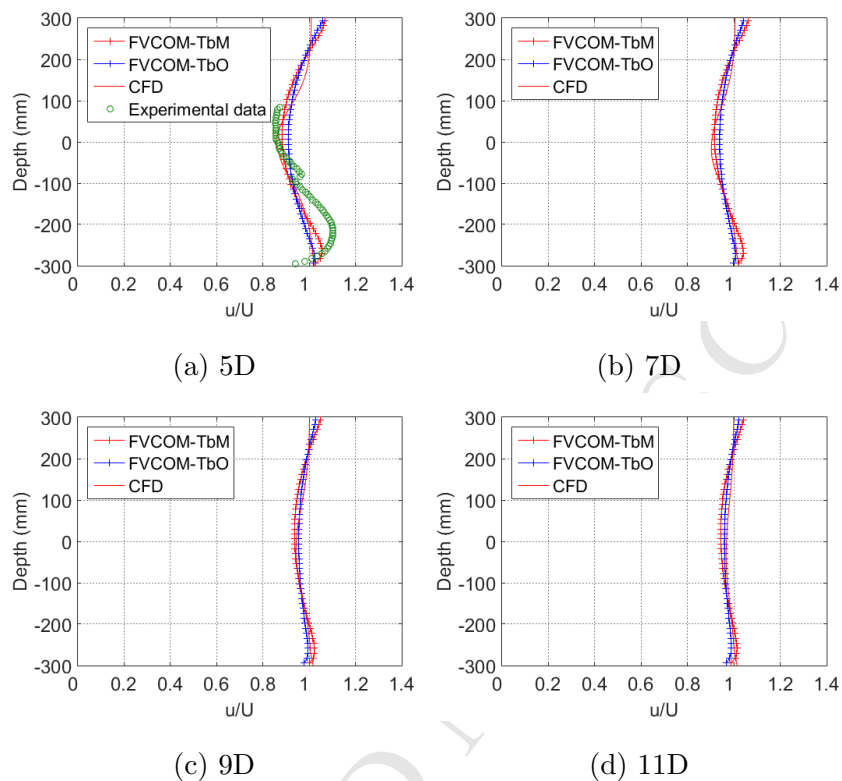 300
200
100
0
-100
-200
-300
Depth (mm)
FVCOM-TbM
FVCOM-TbO
CFD
Experimental data
0 0.2 0.4 0.6 0.8 1 1.2 1.4
u/U
(a) 5D
300
200
100
0
-100
-200
-300
Depth (mm)
FVCOM-TbM
FVCOM-TbO
CFD
0 0.2 0.4 0.6 0.8 1 1.2 1.4
u/U
(b) 7D
300
200
100
0
-100
-200
-300
Depth (mm)
FVCOM-TbM
FVCOM-TbO
CFD
0 0.2 0.4 0.6 0.8 1 1.2 1.4
u/U
(c) 9D
300
200
100
0
-100
-200
-300
Depth (mm)
FVCOM-TbM
FVCOM-TbO
CFD
0 0.2 0.4 0.6 0.8 1 1.2 1.4
u/U
(d) 11D